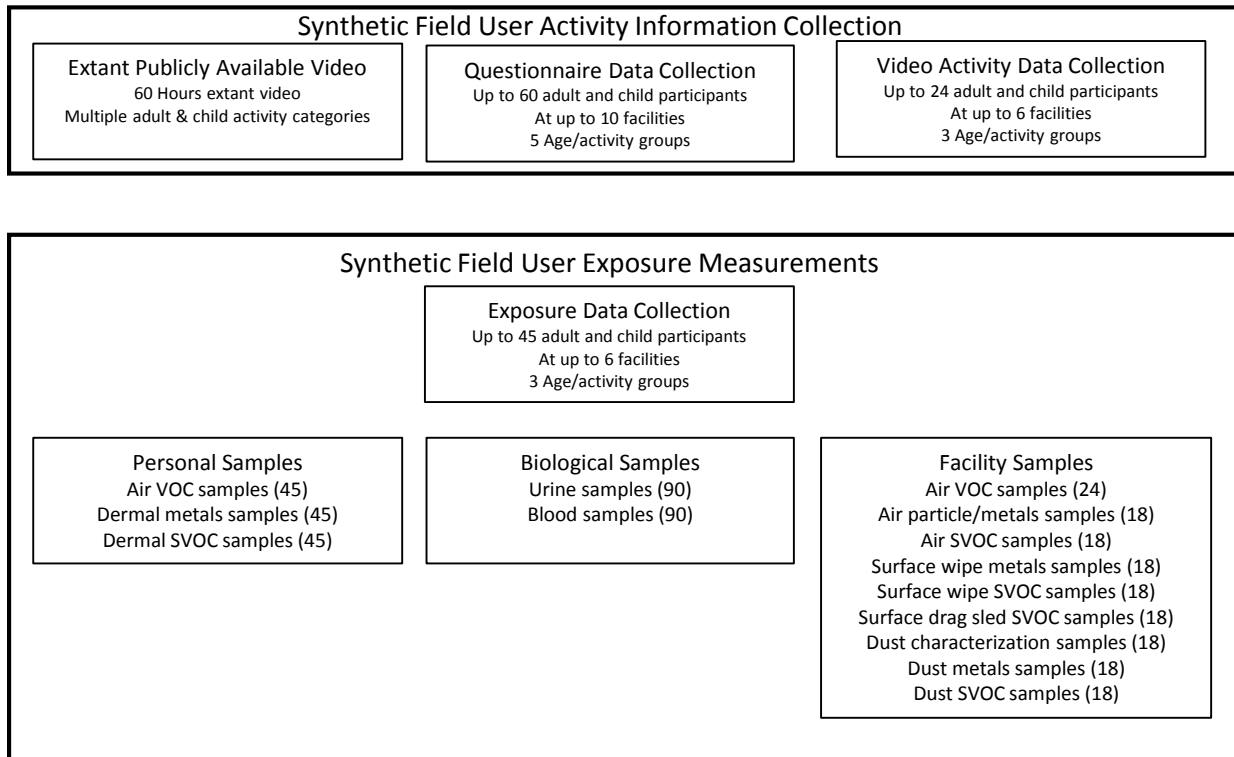 Synthetic Field User Activity Information Collection
Extant Publicly Available Video
60 Hours extant video
Multiple adult & child activity categories
Questionnaire Data Collection
Up to 60 adult and child participants
At up to 10 facilities
5 Age/activity groups
Video Activity Data Collection
Up to 24 adult and child participants
At up to 6 facilities
3 Age/activity groups
Synthetic Field User Exposure Measurements
Exposure Data Collection
Up to 45 adult and child participants
At up to 6 facilities
3 Age/activity groups
Personal Samples
Air VOC samples (45)
Dermal metals samples (45)
Dermal SVOC samples (45)
Biological Samples
Urine samples (90)
Blood samples (90)
Facility Samples
Air VOC samples (24)
Air particle/metals samples (18)
Air SVOC samples (18)
Surface wipe metals samples (18)
Surface wipe SVOC samples (18)
Surface drag sled SVOC samples (18)
Dust characterization samples (18)
Dust metals samples (18)
Dust SVOC samples (18)